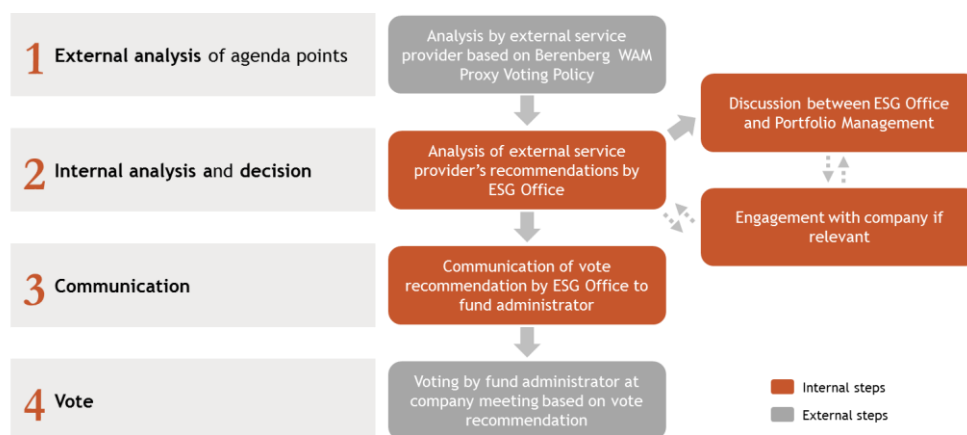 1 External analysis of agenda points
Analysis by external service
provider based on Berenberg WAM
Proxy Voting Policy
Discussion between ESG Office
and Portfolio Management
2 Internal analysis and decision
Analysis of external service
provider's recommendations by
ESG Office
Engagement with company if
relevant
3 Communication
Communication of vote
recommendation by ESG Office to
fund administrator
4 Vote
Voting by fund administrator at
company meeting based on vote
recommendation
Internal steps
External steps